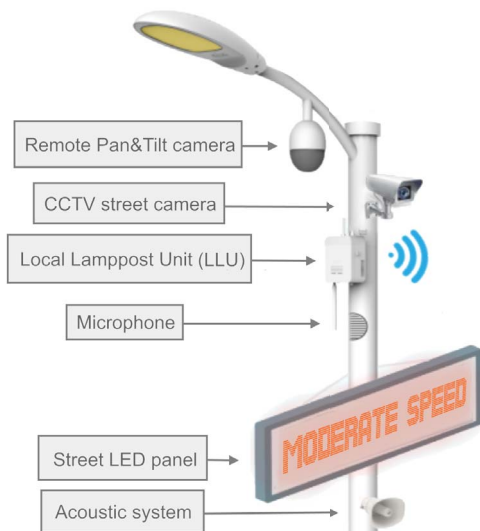 Remote Pan&Tilt camera
CCTV street camera
Local Lamppost Unit (LLU)
Microphone
MODERATE SPEED
Street LED panel
Acoustic system